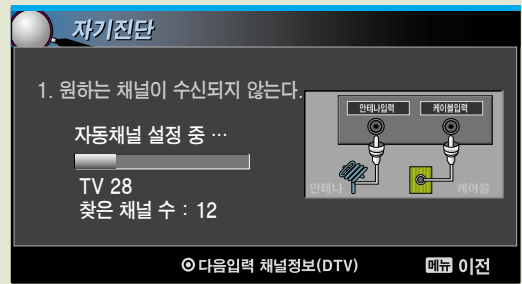 자기진단
1. 원하는 채널이 수신되지 않는다.
안테나입력 케이블입력
자동채널 설정 중 …
TV 28
찾은 채널 수 : 12
안테나 케이블
다음입력 채널정보(DTV) 메뉴 이전